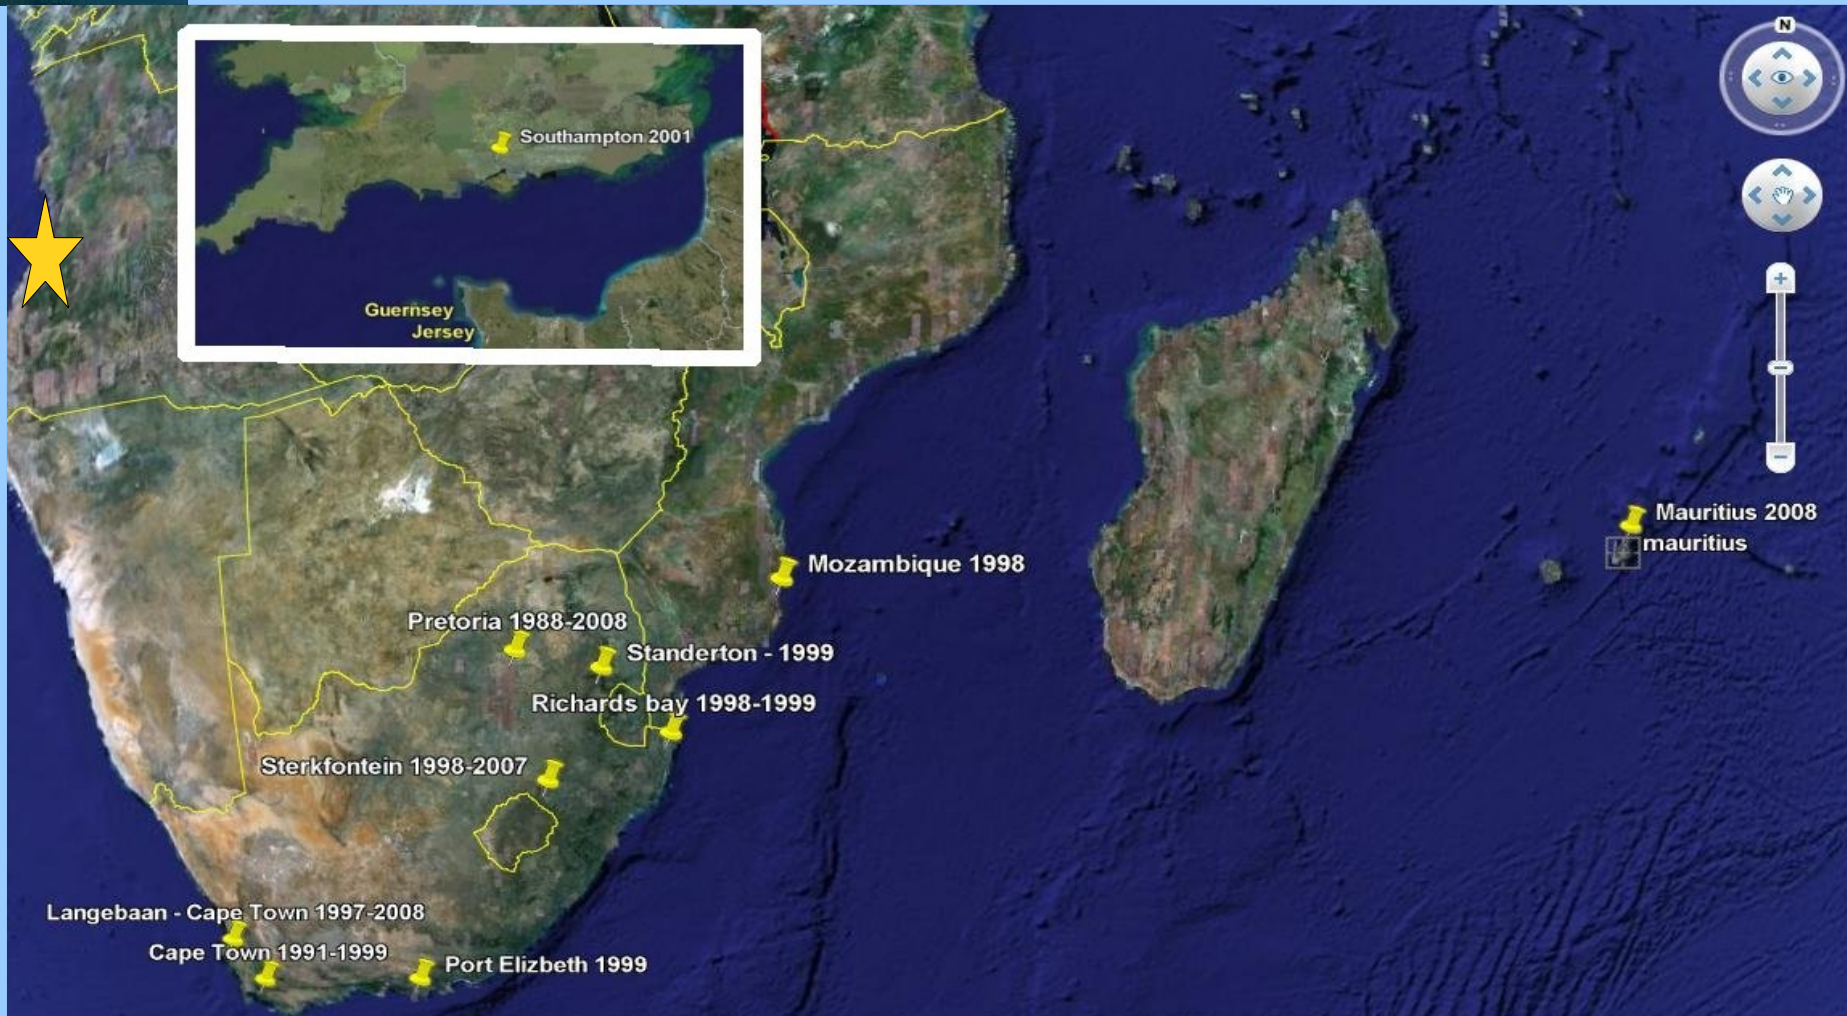 N
Southampton 2001
Guernsey
Jersey
Mauritius 2008
mauritius
Mozambique 1998
Pretoria 1988-2008
Standerton - 1999
Richards bay 1998-1999
Sterkfontein 1998-2007
Langebaan - Cape Town 1997-2008
Cape Town 1991-1999
Port Elizbeth 1999